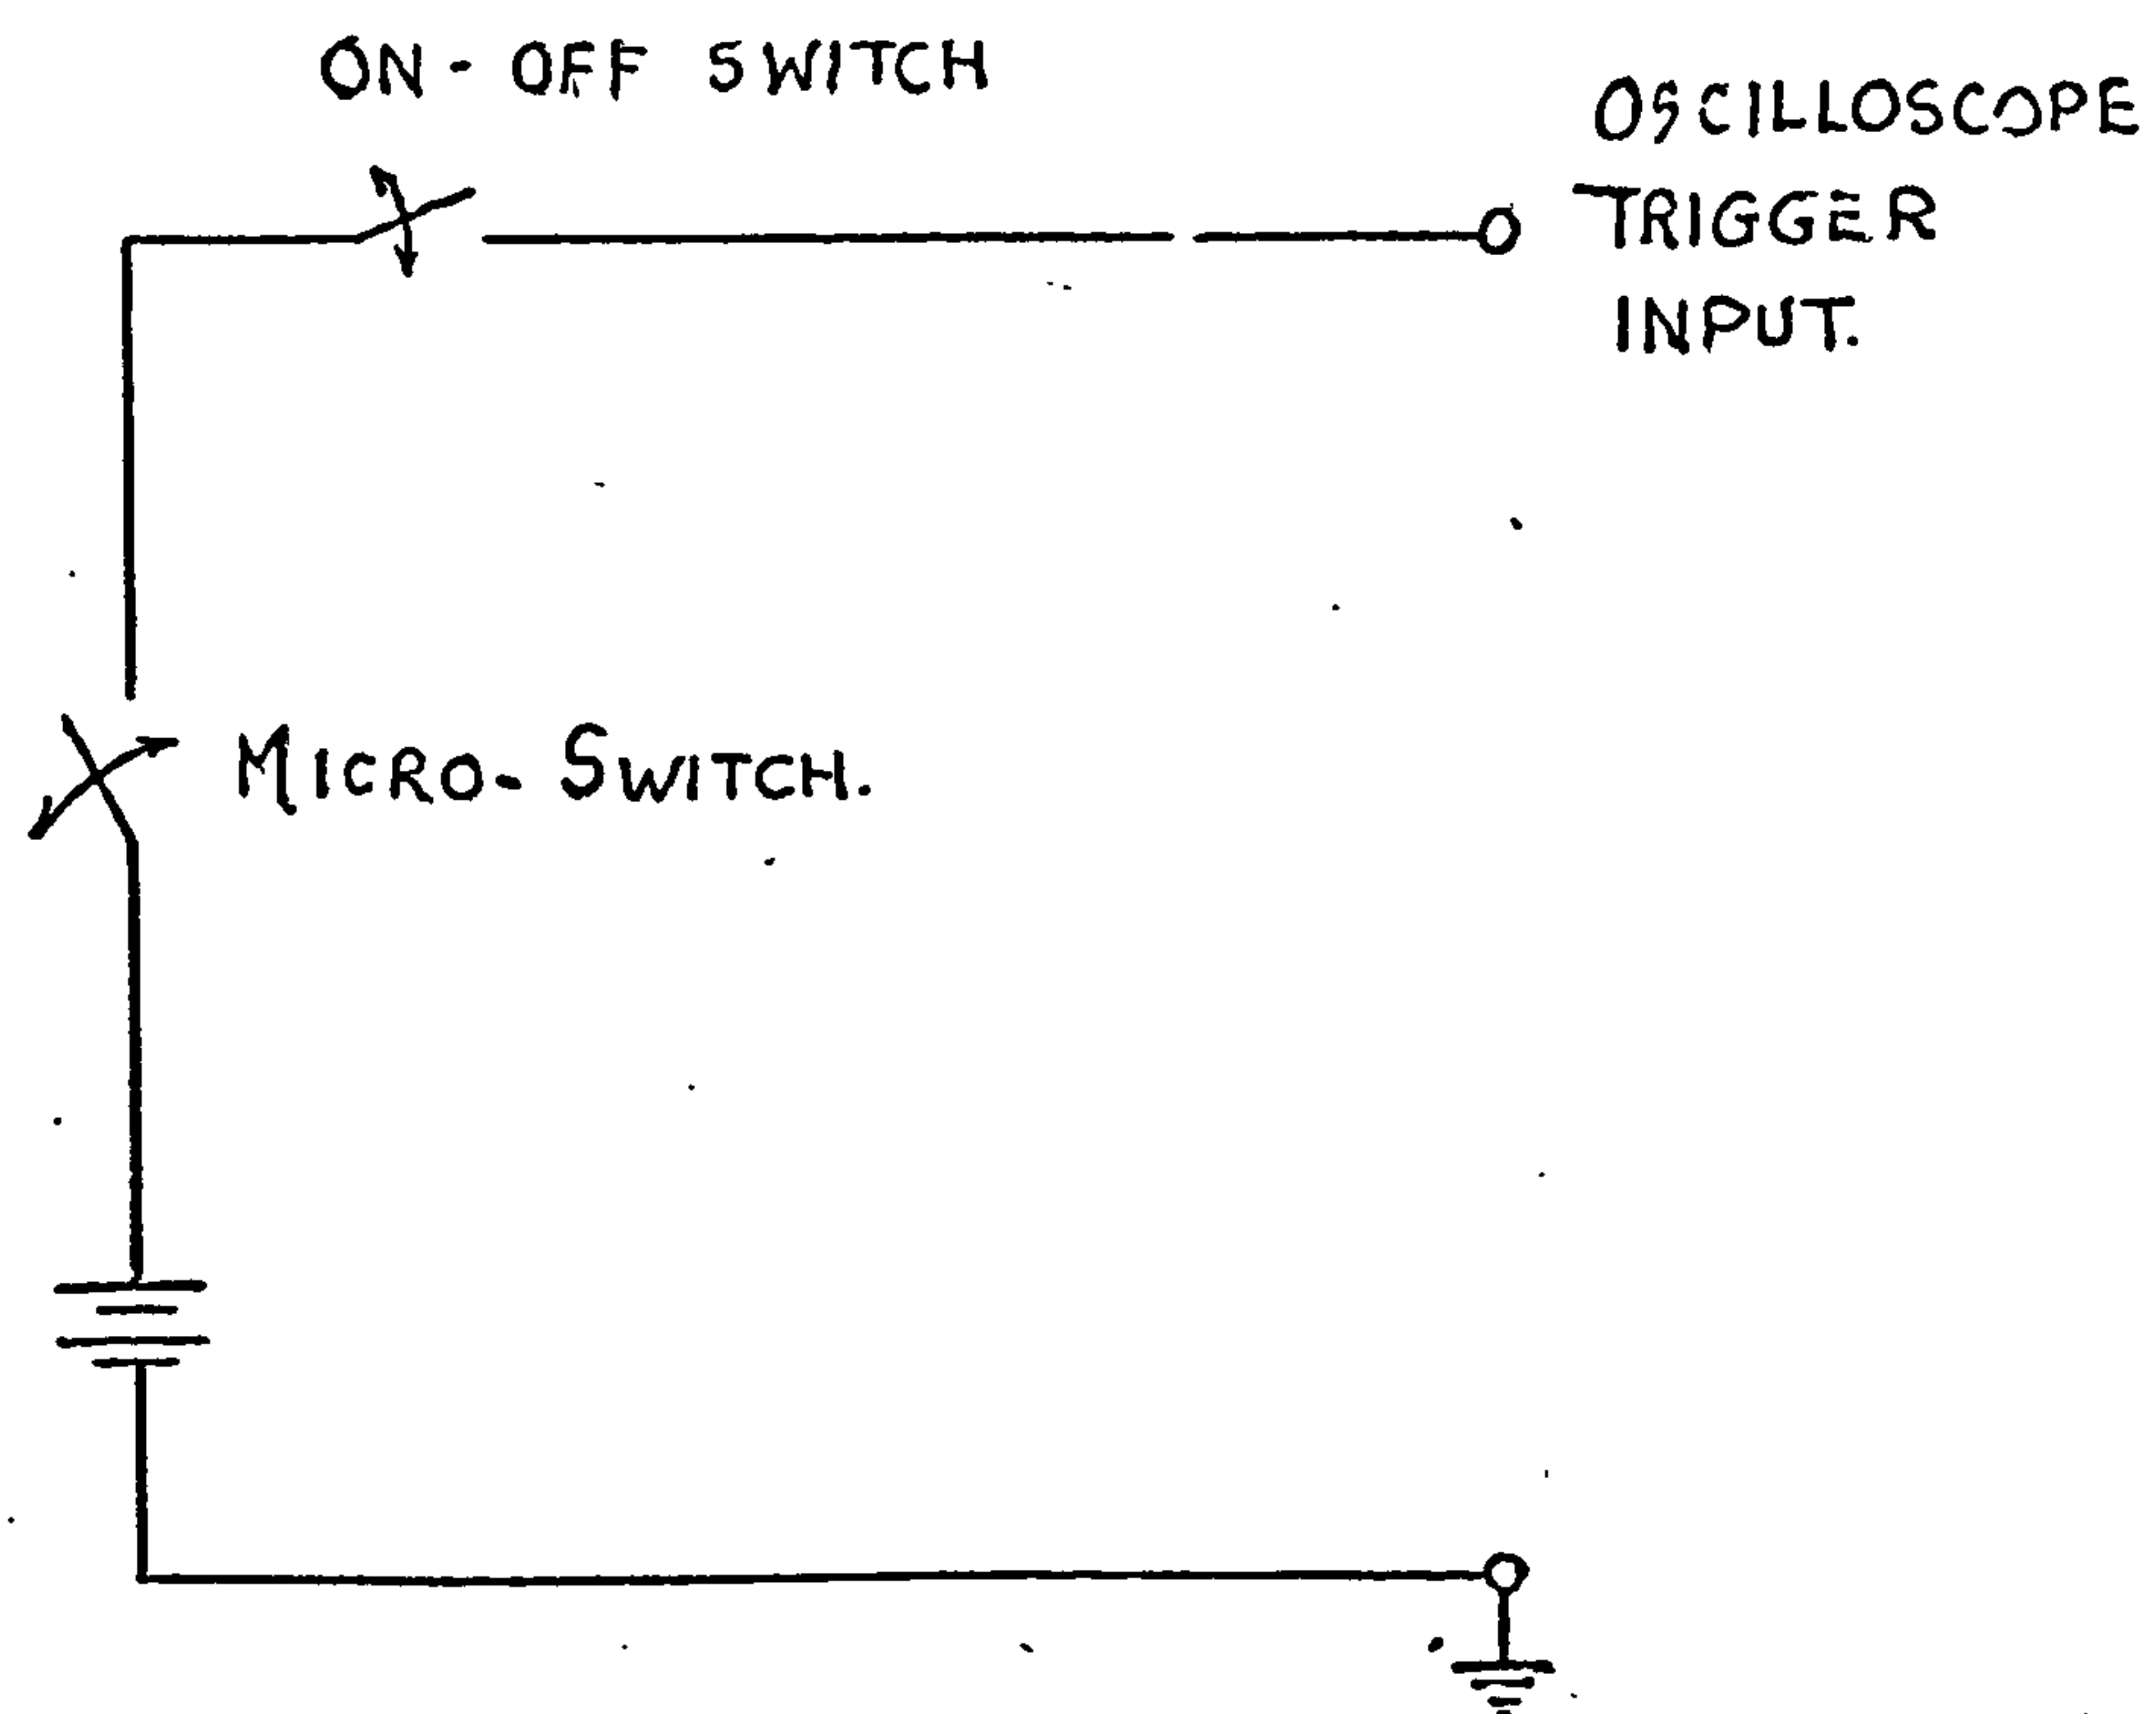 ON-OFF SWITCH
OSCILLOSCOPE
TRIGGER
INPUT.
MICRO-SWITCH.